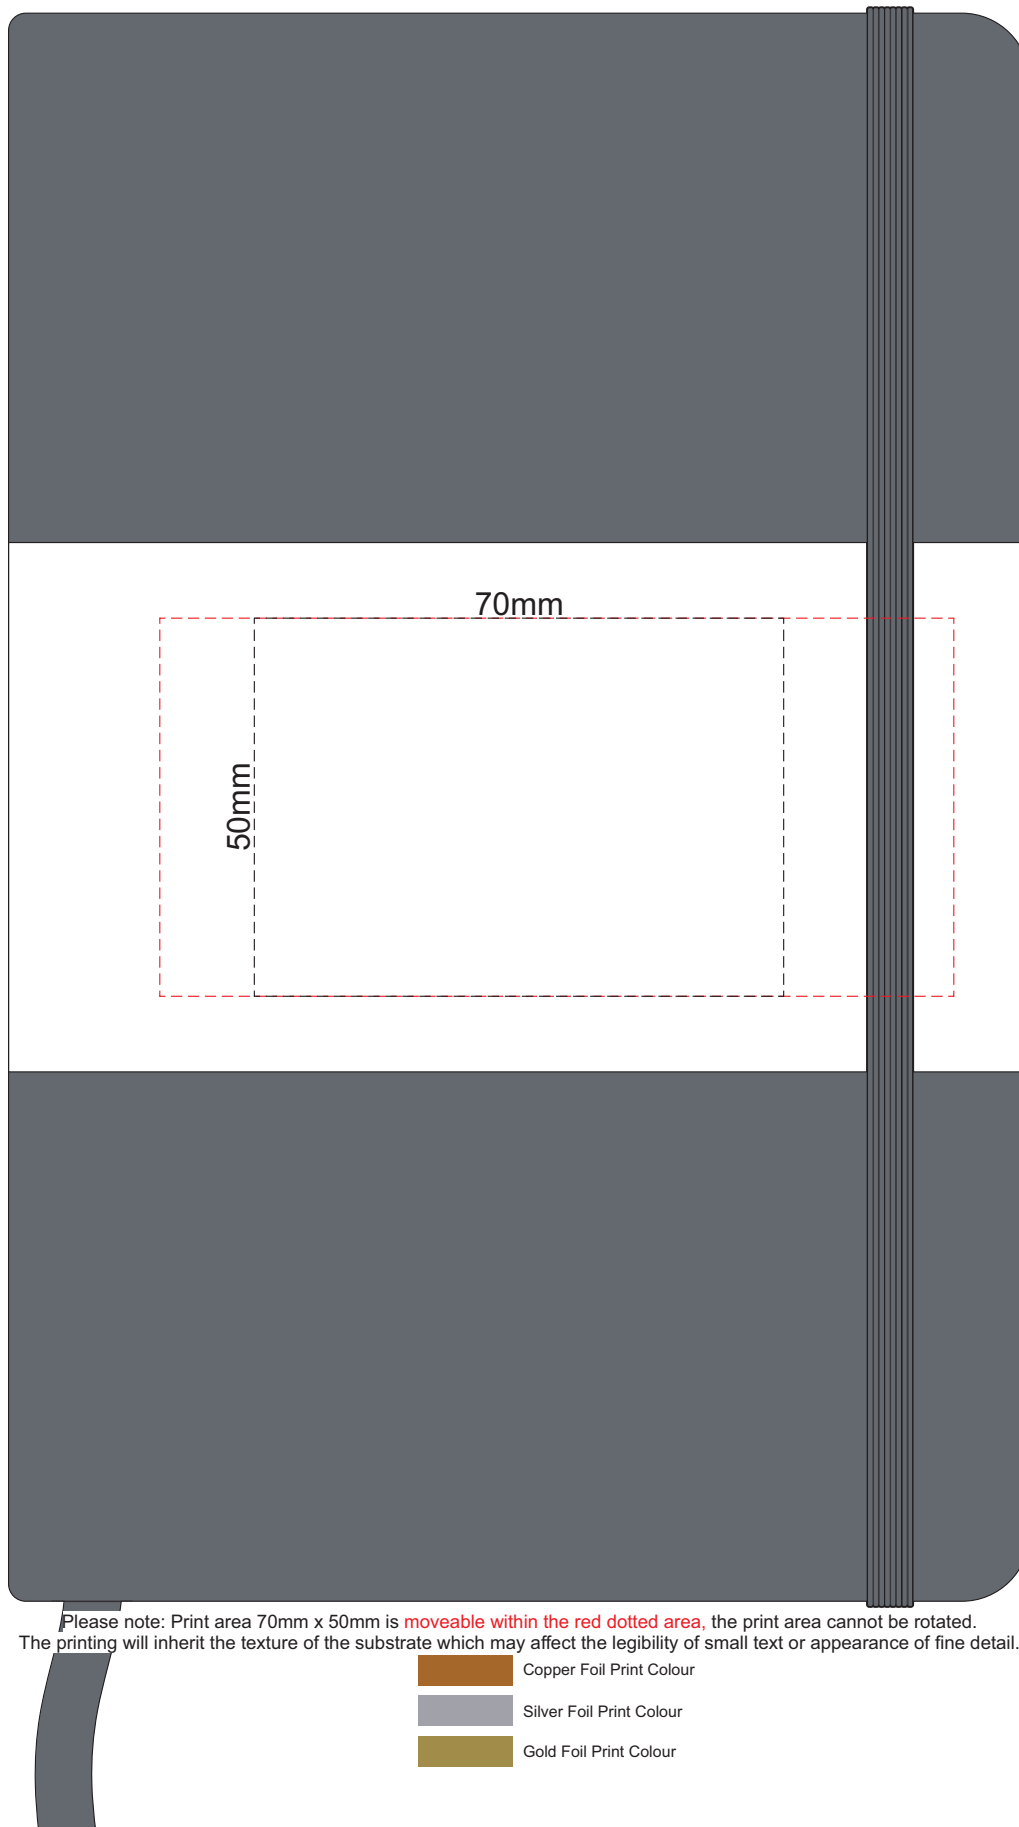 70mm
50mm
Please note: Print area 70mm x 50mm is moveable within the red dotted area, the print area cannot be rotated.
The printing will inherit the texture of the substrate which may affect the legibility of small text or appearance of fine detail.
Copper Foil Print Colour
Silver Foil Print Colour
Gold Foil Print Colour